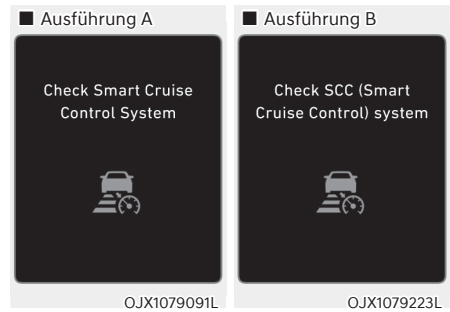 ■ Ausführung A
Check Smart Cruise
Control System
OJX1079091L
■ Ausführung B
Check SCC (Smart
Cruise Control) system
OJX1079223L